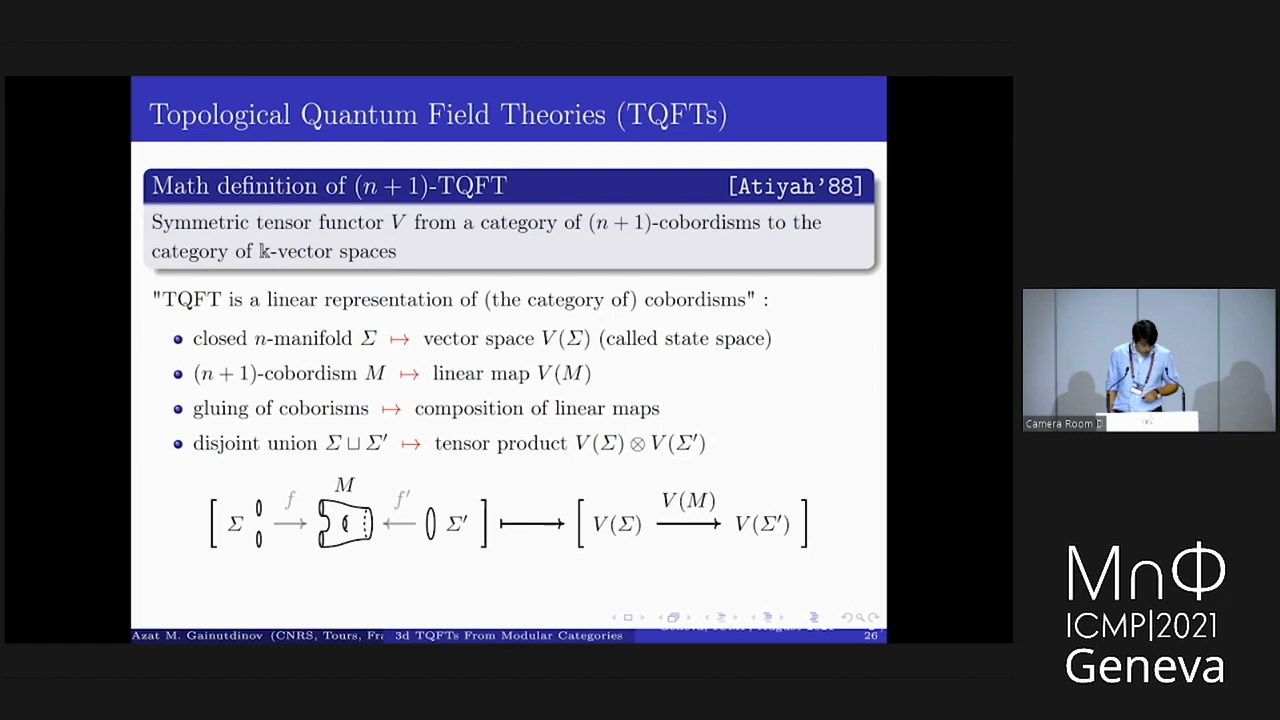 Topological Quantum Field Theories (TQFTs)
Math definition of (n + 1)-TQFT [Atiyah'88]
Symmetric tensor functor V from a category of (n + 1)-cobordisms to the
category of 𝕜-vector spaces
"TQFT is a linear representation of (the category of) cobordisms" :
closed n-manifold Σ ↦ vector space V(Σ) (called state space)
(n + 1)-cobordism M ↦ linear map V(M)
gluing of coborisms ↦ composition of linear maps
disjoint union Σ ⊔ Σ′ ↦ tensor product V(Σ) ⊗ V(Σ′)
M
f f′ V(M)
[ Σ → ← Σ′ ] ⟼ [ V(Σ) ⟶ V(Σ′) ]
Azat M. Gainutdinov (CNRS, Tours, Fra 3d TQFTs From Modular Categories
26
Camera Room D
M∩Φ
ICMP|2021
Geneva